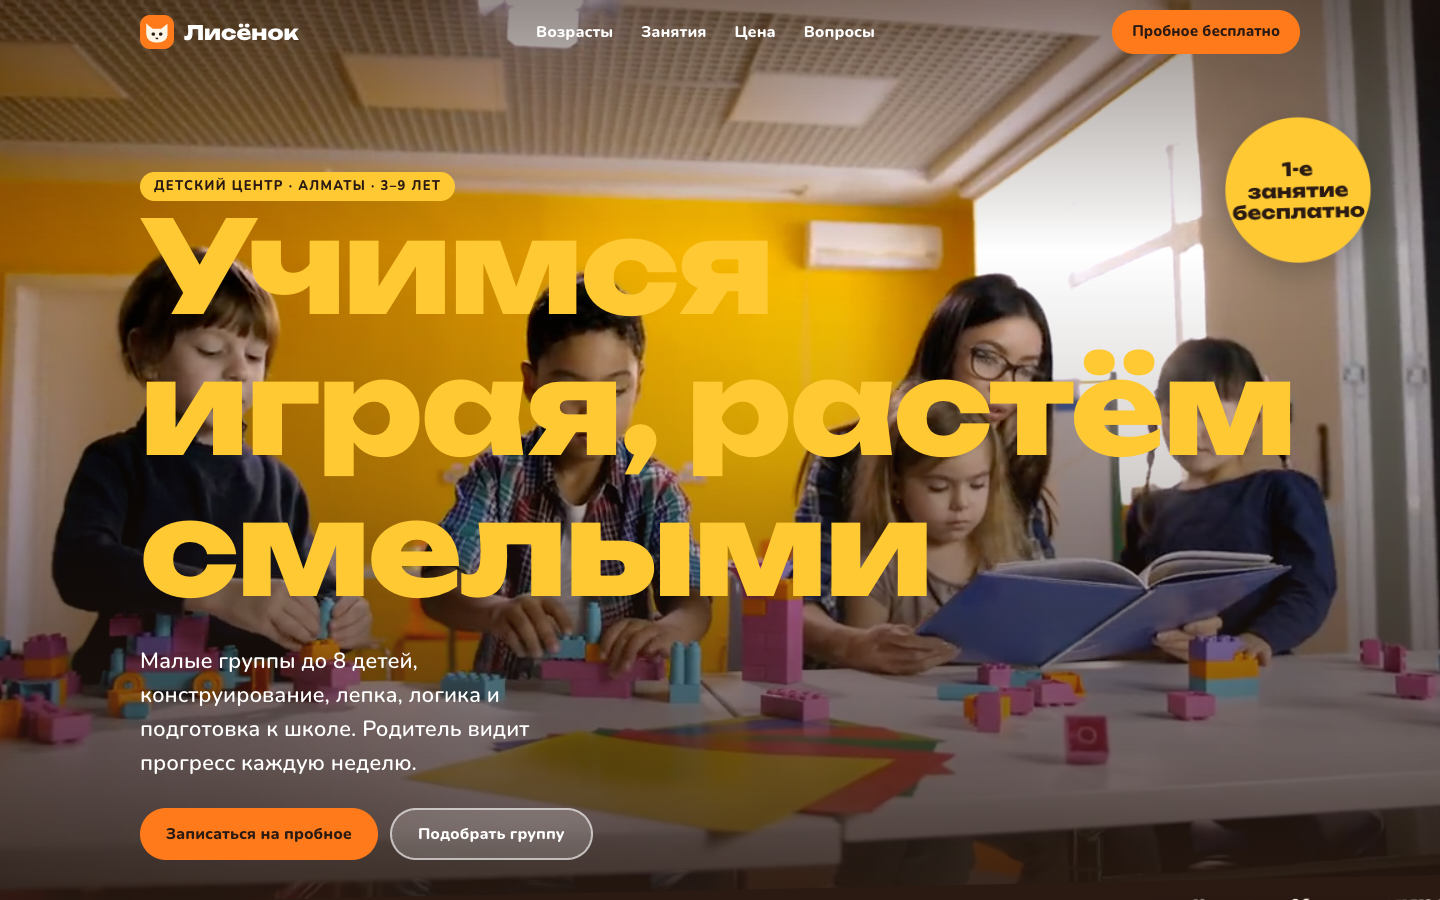 Лисёнок
Возрасты
Занятия
Цена
Вопросы
Пробное бесплатно
1-е
занятие
бесплатно
ДЕТСКИЙ ЦЕНТР · АЛМАТЫ · 3–9 ЛЕТ
Учимся
играя, растём
смелыми
Малые группы до 8 детей,
конструирование, лепка, логика и
подготовка к школе. Родитель видит
прогресс каждую неделю.
Записаться на пробное
Подобрать группу